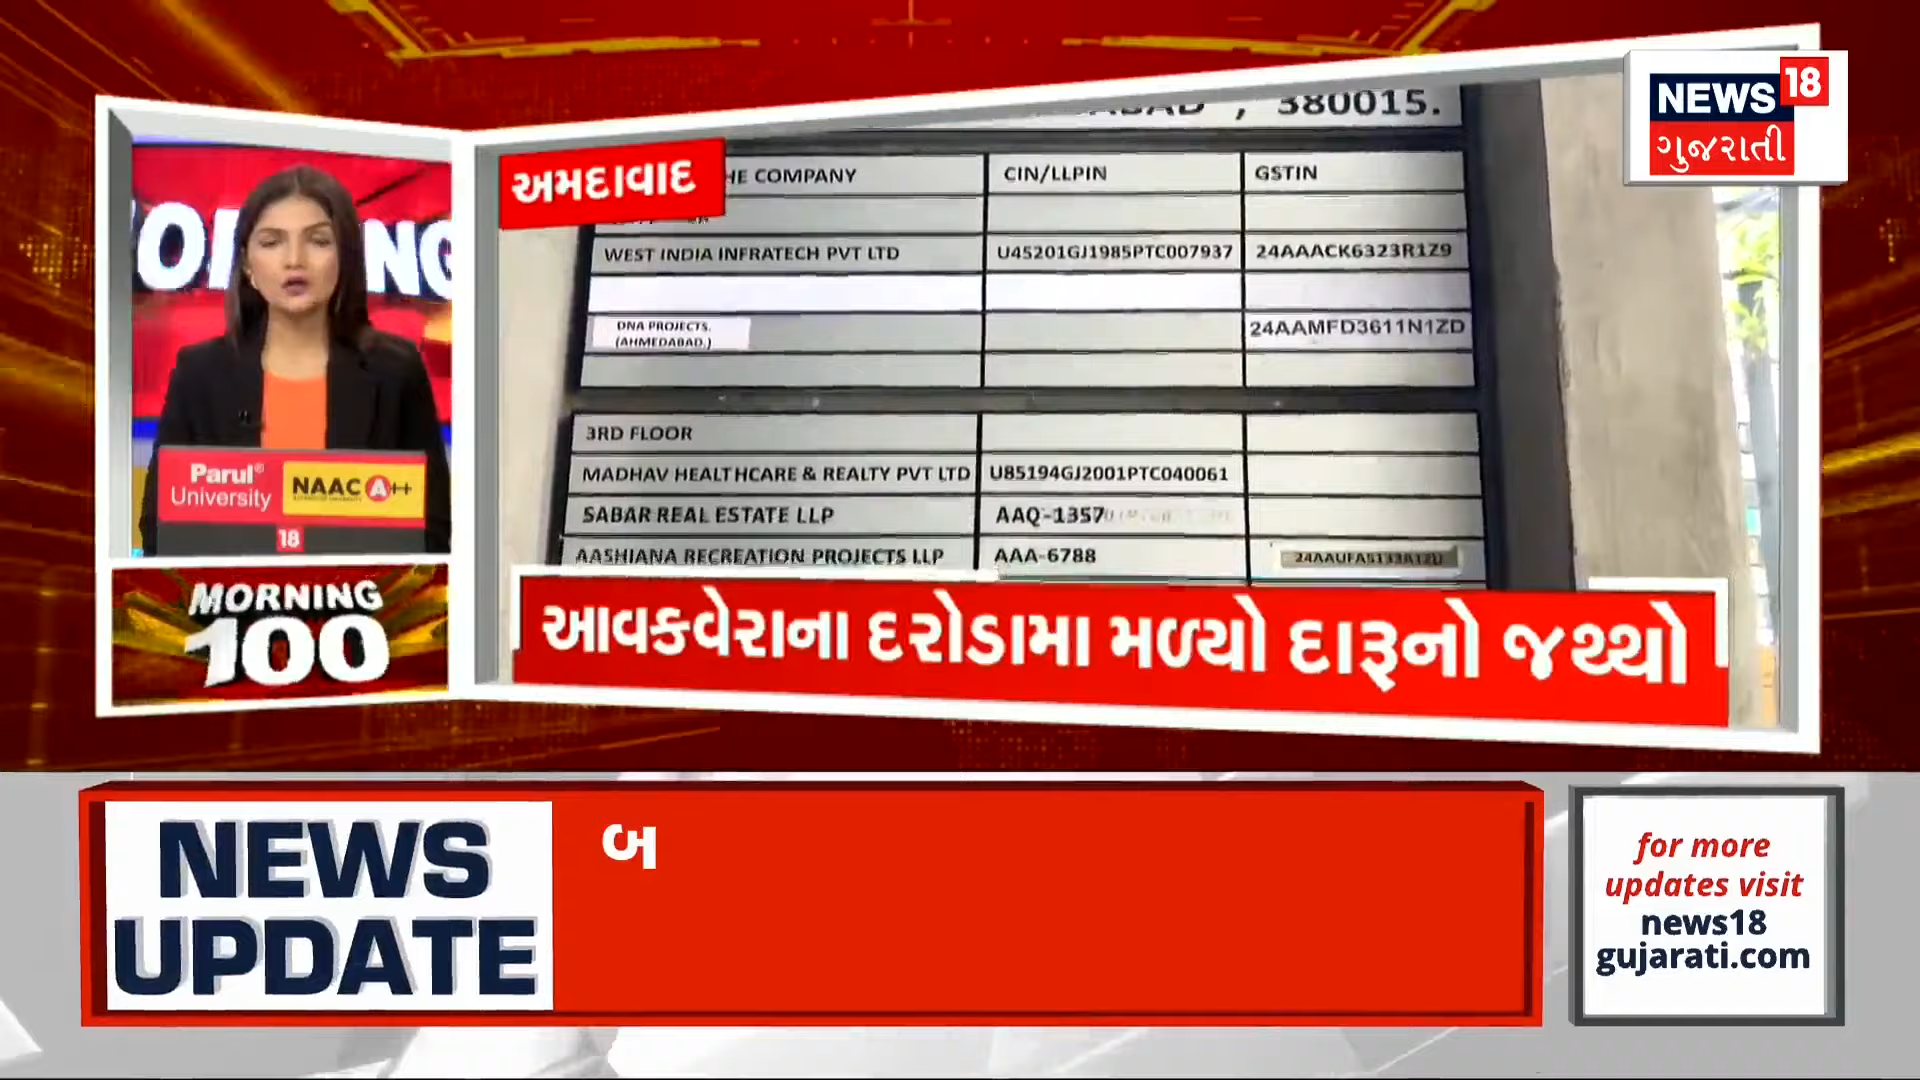 ABAD , 380015.
NEWS 18
ગુજરાતી
અમદાવાદ
HE COMPANY CIN/LLPIN GSTIN
WEST INDIA INFRATECH PVT LTD U45201GJ1985PTC007937 24AAACK6323R1Z9
DNA PROJECTS.
(AHMEDABAD.) 24AAMFD3611N1ZD
3RD FLOOR
MADHAV HEALTHCARE & REALTY PVT LTD U85194GJ2001PTC040061
SABAR REAL ESTATE LLP AAQ-1357
AASHIANA RECREATION PROJECTS LLP AAA-6788
Parul®
University
NAAC A++
18
MORNING
100
આવકવેરાના દરોડામા મળ્યો દારૂનો જથ્થો
NEWS
UPDATE
બ
for more
updates visit
news18
gujarati.com